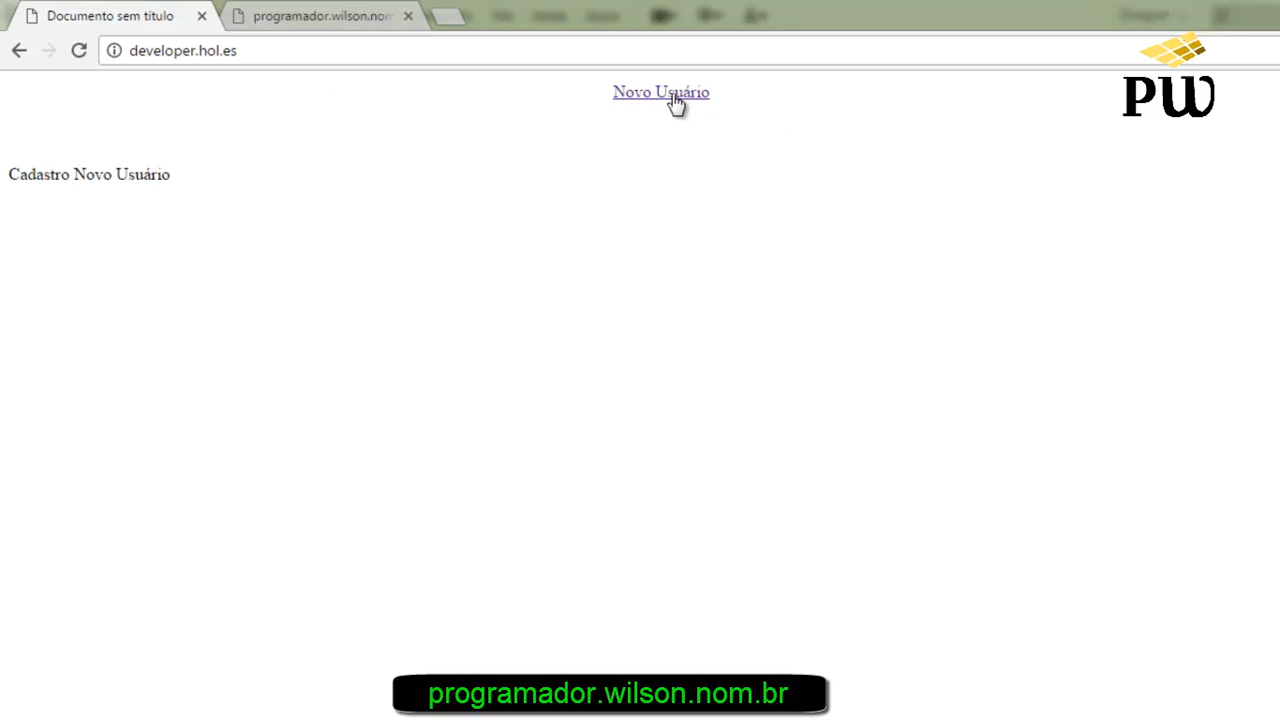 Documento sem título
programador.wilson.nom
developer.hol.es
PW
Novo Usuário
Cadastro Novo Usuário
programador.wilson.nom.br